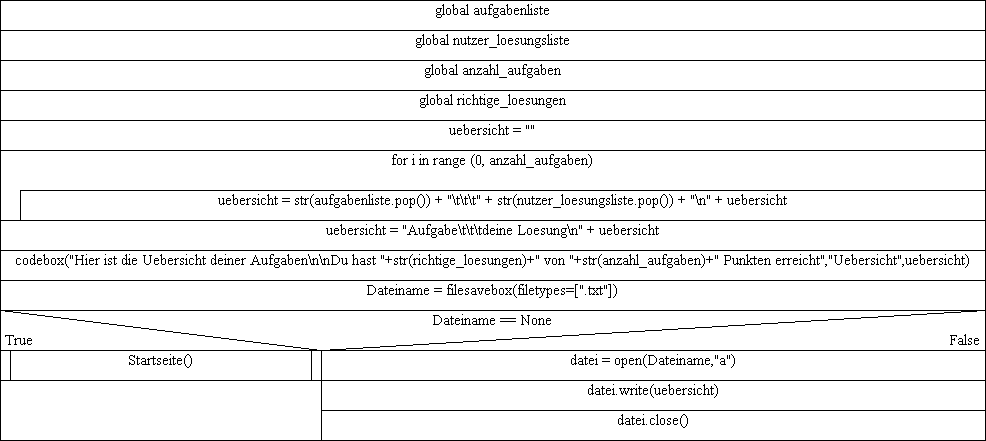 global aufgabenliste
global nutzer_loesungsliste
global anzahl_aufgaben
global richtige_loesungen
uebersicht = ""
for i in range (0, anzahl_aufgaben)
uebersicht = str(aufgabenliste.pop()) + "\t\t\t" + str(nutzer_loesungsliste.pop()) + "\n" + uebersicht
uebersicht = "Aufgabe\t\t\tdeine Loesung\n" + uebersicht
codebox("Hier ist die Uebersicht deiner Aufgaben\n\nDu hast "+str(richtige_loesungen)+" von "+str(anzahl_aufgaben)+" Punkten erreicht","Uebersicht",uebersicht)
Dateiname = filesavebox(filetypes=[".txt"])
Dateiname == None
True
False
Startseite()
datei = open(Dateiname,"a")
datei.write(uebersicht)
datei.close()